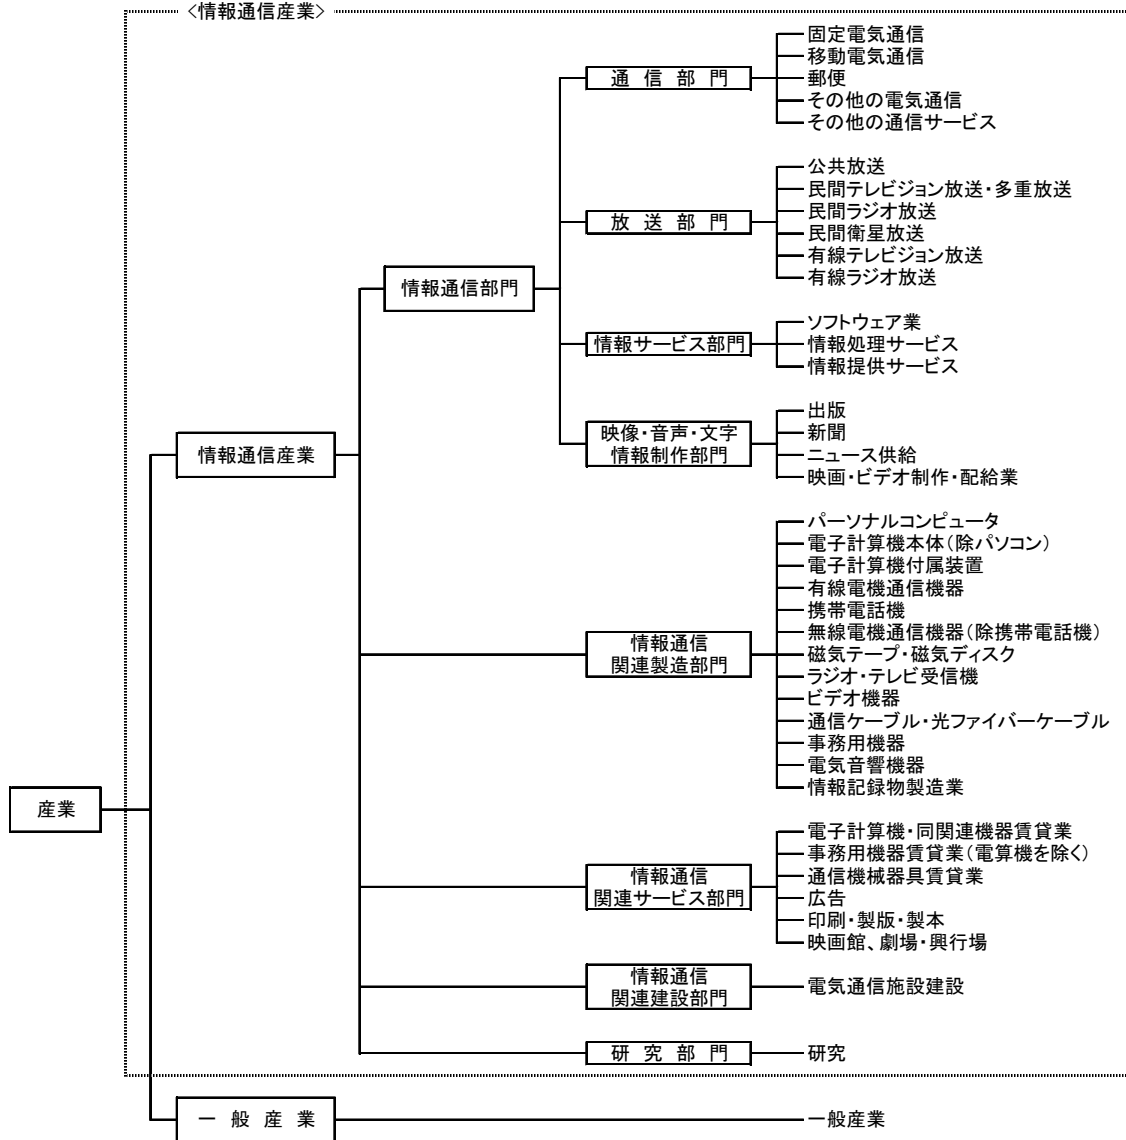 <情報通信産業>
産業
情報通信産業
情報通信部門
通信部門
固定電気通信
移動電気通信
郵便
その他の電気通信
その他の通信サービス
放送部門
公共放送
民間テレビジョン放送・多重放送
民間ラジオ放送
民間衛星放送
有線テレビジョン放送
有線ラジオ放送
情報サービス部門
ソフトウェア業
情報処理サービス
情報提供サービス
映像・音声・文字
情報制作部門
出版
新聞
ニュース供給
映画・ビデオ制作・配給業
情報通信
関連製造部門
パーソナルコンピュータ
電子計算機本体(除パソコン)
電子計算機付属装置
有線電機通信機器
携帯電話機
無線電機通信機器(除携帯電話機)
磁気テープ・磁気ディスク
ラジオ・テレビ受信機
ビデオ機器
通信ケーブル・光ファイバーケーブル
事務用機器
電気音響機器
情報記録物製造業
情報通信
関連サービス部門
電子計算機・同関連機器賃貸業
事務用機器賃貸業(電算機を除く)
通信機械器具賃貸業
広告
印刷・製版・製本
映画館、劇場・興行場
情報通信
関連建設部門
電気通信施設建設
研究部門
研究
一般産業
一般産業